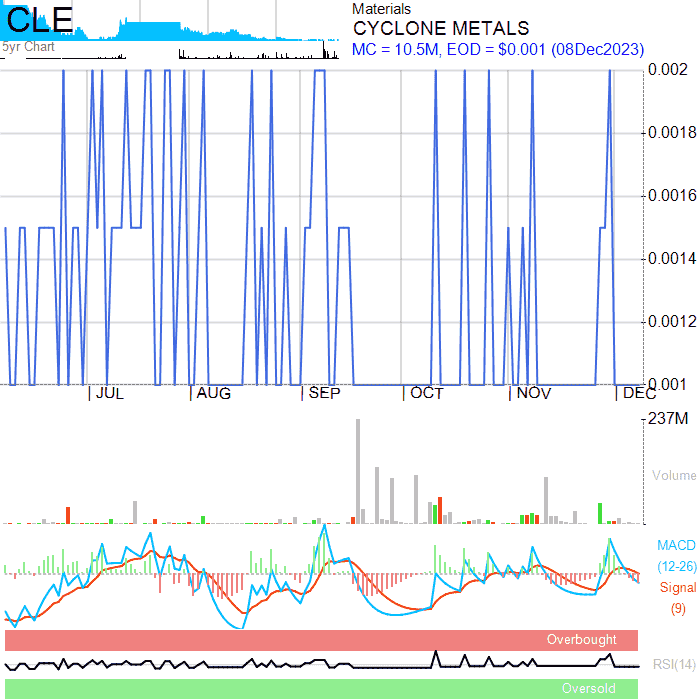 CLE
5yr Chart
Materials
CYCLONE METALS
MC = 10.5M, EOD = $0.001 (08Dec2023)
0.002
0.0018
0.0016
0.0014
0.0012
0.001
JUL AUG SEP OCT NOV DEC
237M
Volume
MACD
(12-26)
Signal
(9)
Overbought
RSI(14)
Oversold